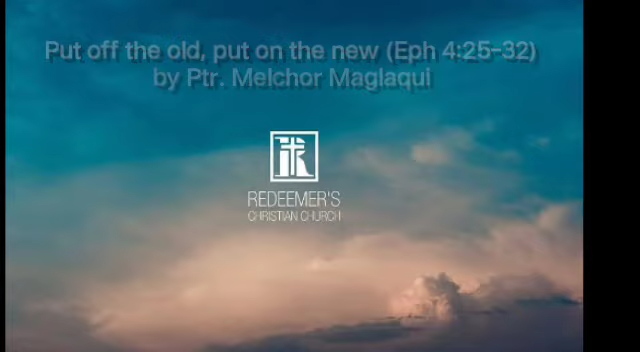 Put off the old, put on the new (Eph 4:25-32)
by Ptr. Melchor Maglaqui
REDEEMER'S
CHRISTIAN CHURCH